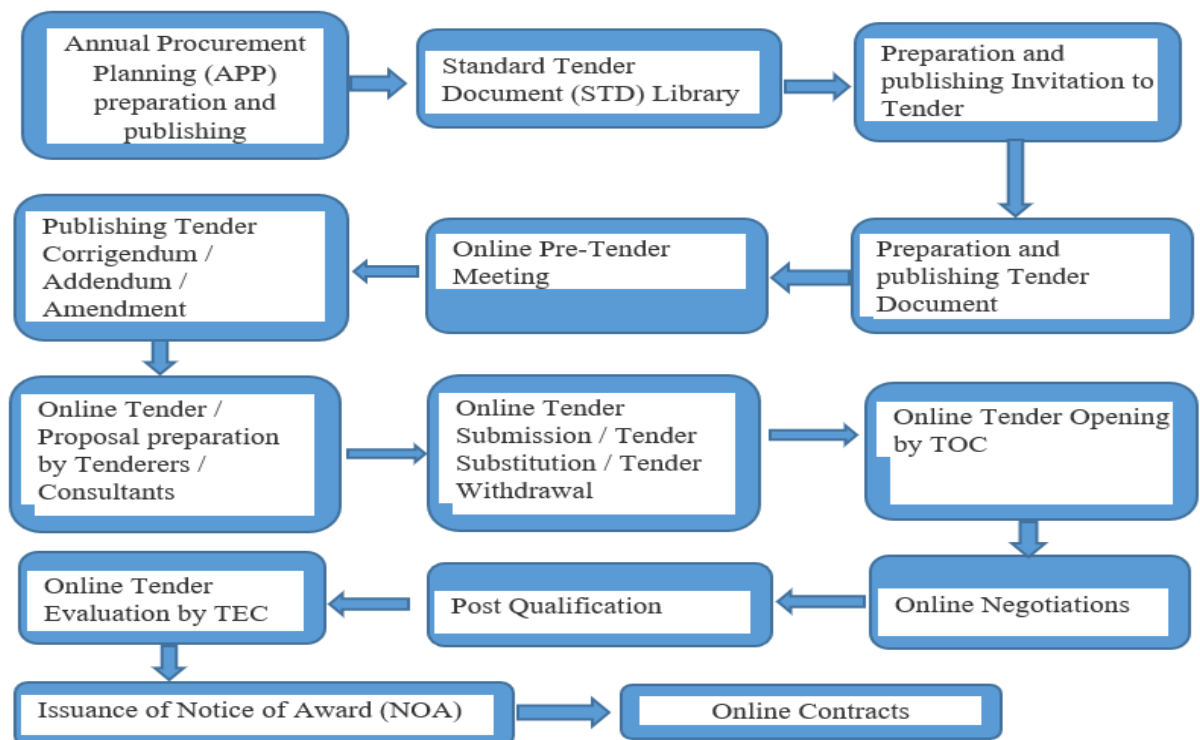 Annual Procurement
Planning (APP)
preparation and
publishing
Standard Tender
Document (STD) Library
Preparation and
publishing Invitation to
Tender
Preparation and
publishing Tender
Document
Online Pre-Tender
Meeting
Publishing Tender
Corrigendum /
Addendum /
Amendment
Online Tender /
Proposal preparation
by Tenderers /
Consultants
Online Tender
Submission / Tender
Substitution / Tender
Withdrawal
Online Tender Opening
by TOC
Online Negotiations
Post Qualification
Online Tender
Evaluation by TEC
Issuance of Notice of Award (NOA)
Online Contracts